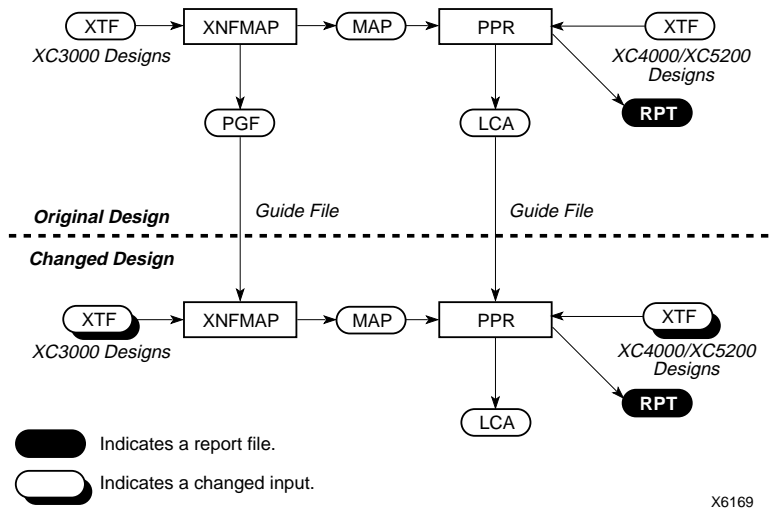 XTF
XNFMAP
MAP
PPR
XTF
XC3000 Designs
XC4000/XC5200
Designs
RPT
PGF
LCA
Original Design
Guide File
Guide File
Changed Design
XTF
XNFMAP
MAP
PPR
XTF
XC3000 Designs
XC4000/XC5200
Designs
RPT
LCA
Indicates a report file.
Indicates a changed input.
X6169